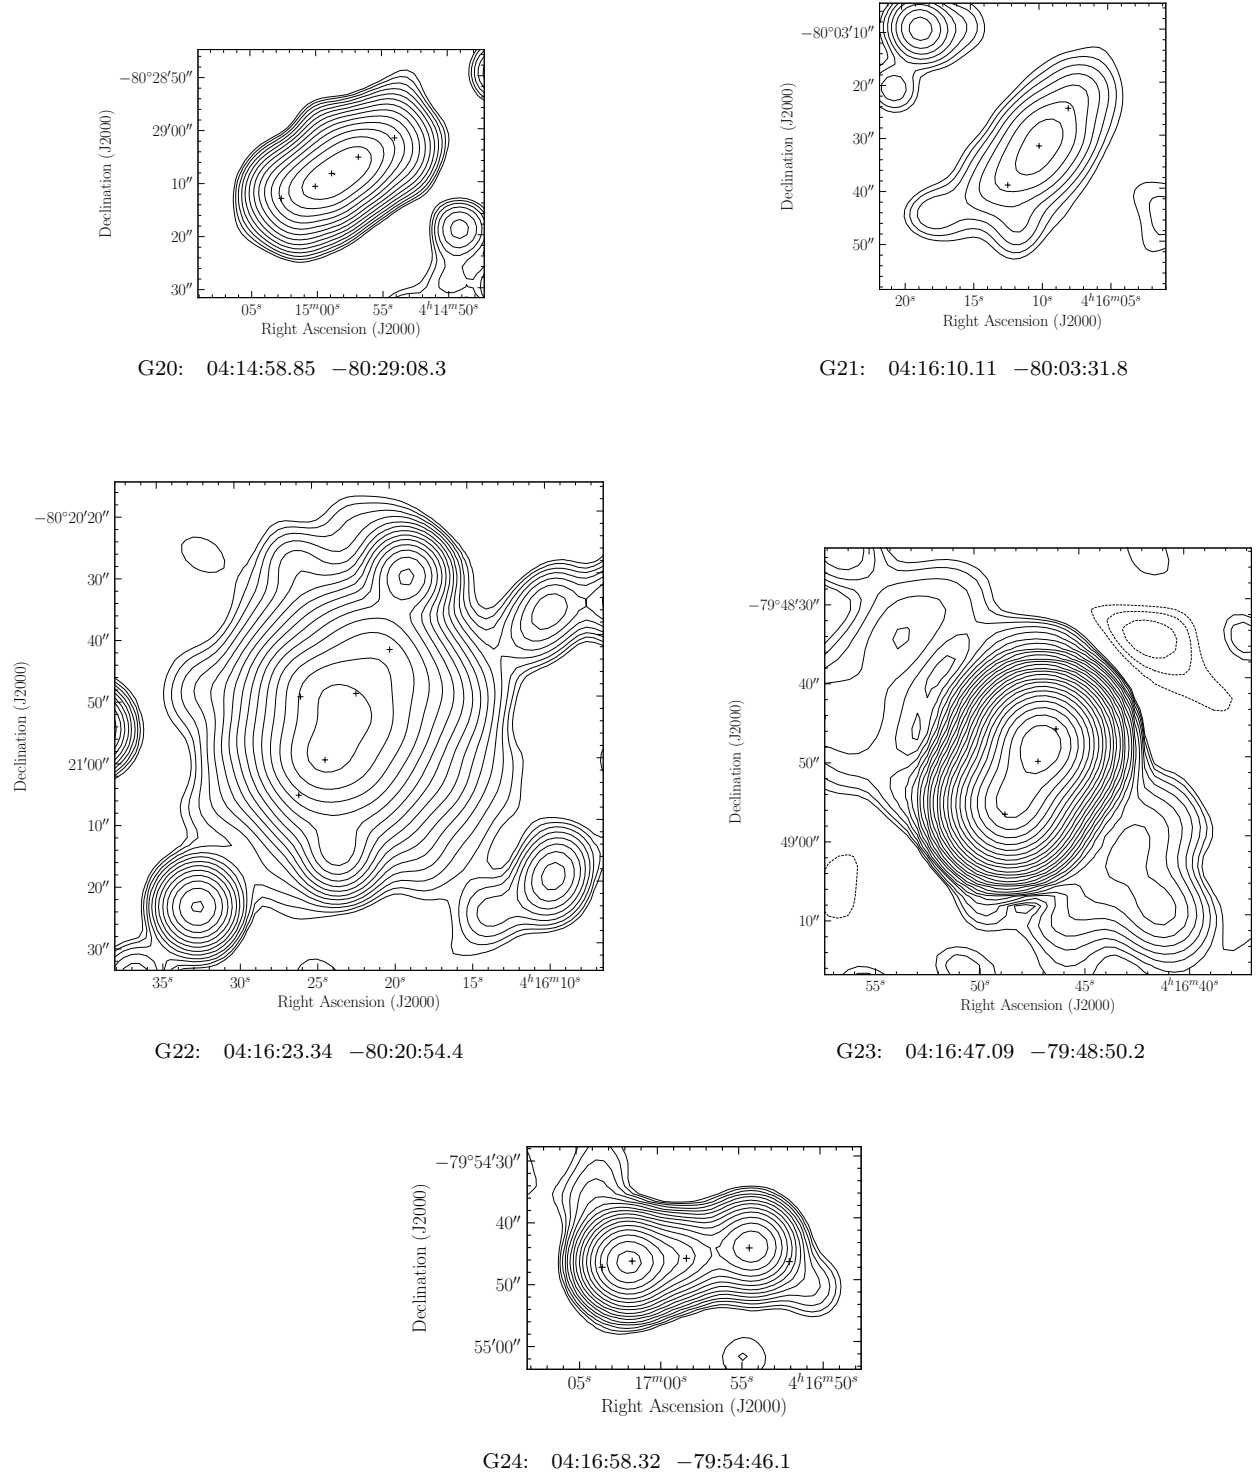 −80°28′50″
29′00″
10″
20″
30″
Declination (J2000)
05ˢ 15ᵐ00ˢ 55ˢ 4ʰ14ᵐ50ˢ
Right Ascension (J2000)
G20: 04:14:58.85 −80:29:08.3
−80°03′10″
20″
30″
40″
50″
Declination (J2000)
20ˢ 15ˢ 10ˢ 4ʰ16ᵐ05ˢ
Right Ascension (J2000)
G21: 04:16:10.11 −80:03:31.8
−80°20′20″
30″
40″
50″
21′00″
10″
20″
30″
Declination (J2000)
35ˢ 30ˢ 25ˢ 20ˢ 15ˢ 4ʰ16ᵐ10ˢ
Right Ascension (J2000)
G22: 04:16:23.34 −80:20:54.4
−79°48′30″
40″
50″
49′00″
10″
Declination (J2000)
55ˢ 50ˢ 45ˢ 4ʰ16ᵐ40ˢ
Right Ascension (J2000)
G23: 04:16:47.09 −79:48:50.2
−79°54′30″
40″
50″
55′00″
Declination (J2000)
05ˢ 17ᵐ00ˢ 55ˢ 4ʰ16ᵐ50ˢ
Right Ascension (J2000)
G24: 04:16:58.32 −79:54:46.1